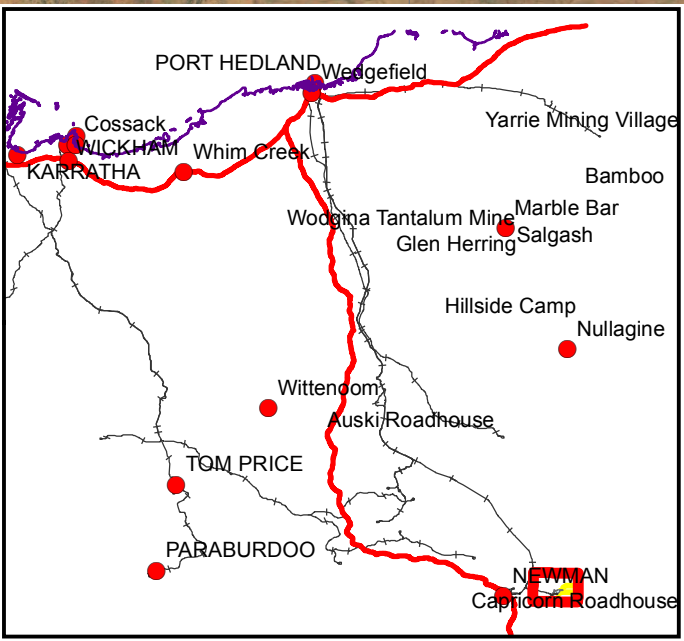 PORT HEDLAND
Wedgefield
Yarrie Mining Village
Cossack
WICKHAM
Whim Creek
KARRATHA
Bamboo
Marble Bar
Woogina Tantalum Mine
Salgash
Glen Herring
Hillside Camp
Nullagine
Wittenoom
Auski Roadhouse
TOM PRICE
PARABURDOO
NEWMAN
Capricorn Roadhouse